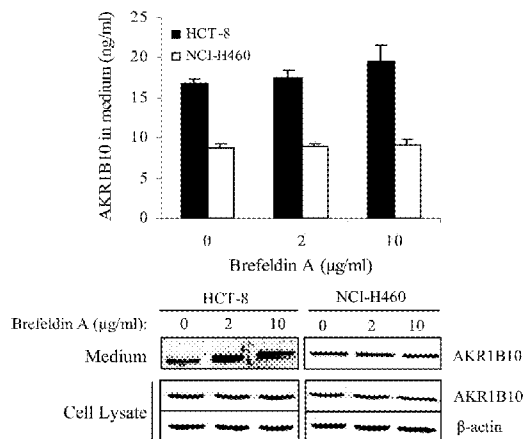 25
20
15
10
5
0
AKR1B10 in medium (ng/ml)
HCT-8
NCI-H460
0 2 10
Brefeldin A (μg/ml)
HCT-8 NCI-H460
Brefeldin A (μg/ml): 0 2 10 0 2 10
Medium AKR1B10
Cell Lysate AKR1B10
β-actin